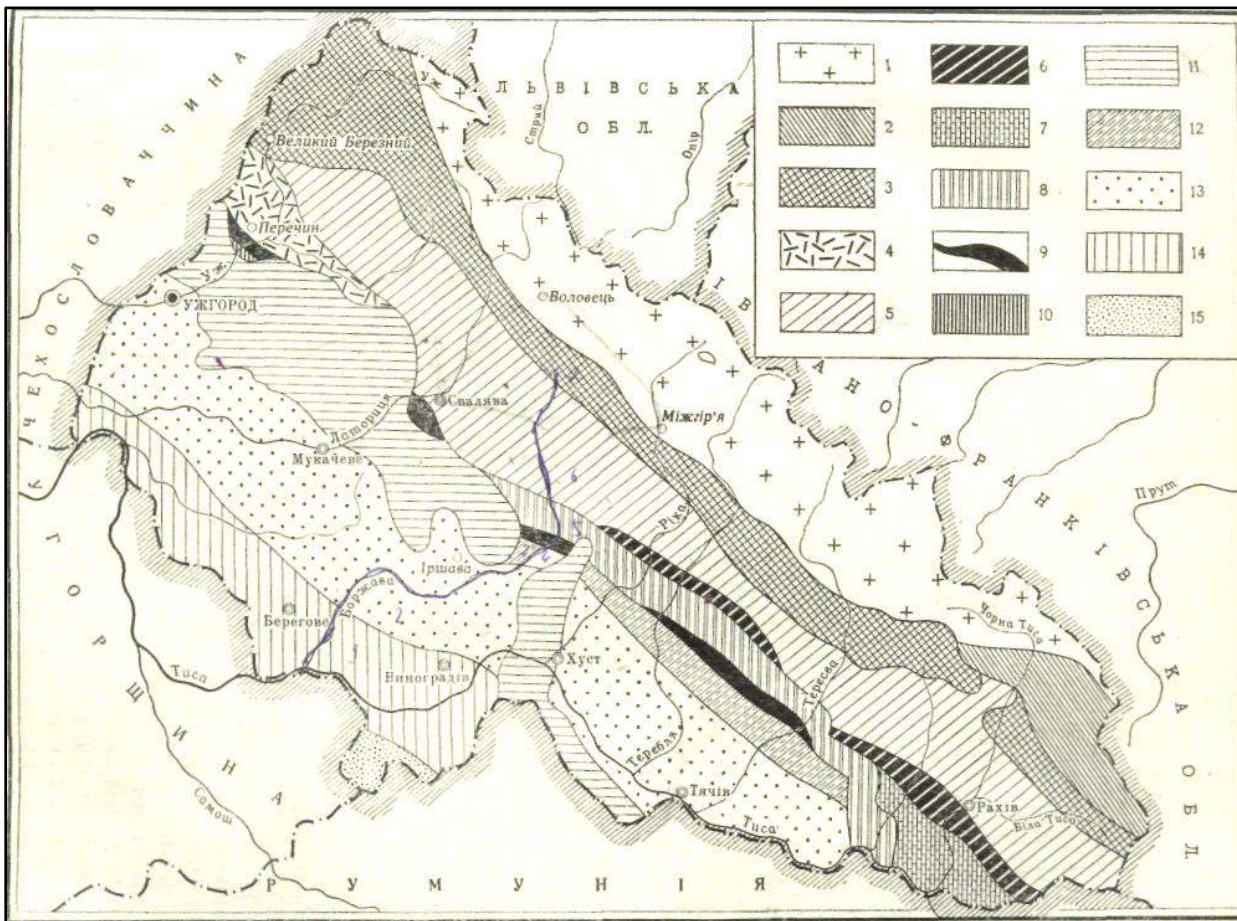 ЧЕХОСЛОВАЧЧИНА
ЛЬВІВСЬКА
ОБЛ.
ІВАНО-ФРАНКІВСЬКА ОБЛ.
УГОРЩИНА
РУМУНІЯ
Уж
Стрий
Опір
Великий Березний
Перечин
Уж
УЖГОРОД
Воловець
Свалява
Латориця
Мукачеве
Міжгір'я
Прут
Ріка
Іршава
Боржава
Берегове
Чорна Тиса
Тиса
Виноградів
Хуст
Тересва
Теребля
Самош
Тячів
Тиса
Рахів
Біла Тиса
1
2
3
4
5
6
7
8
9
10
11
12
13
14
15